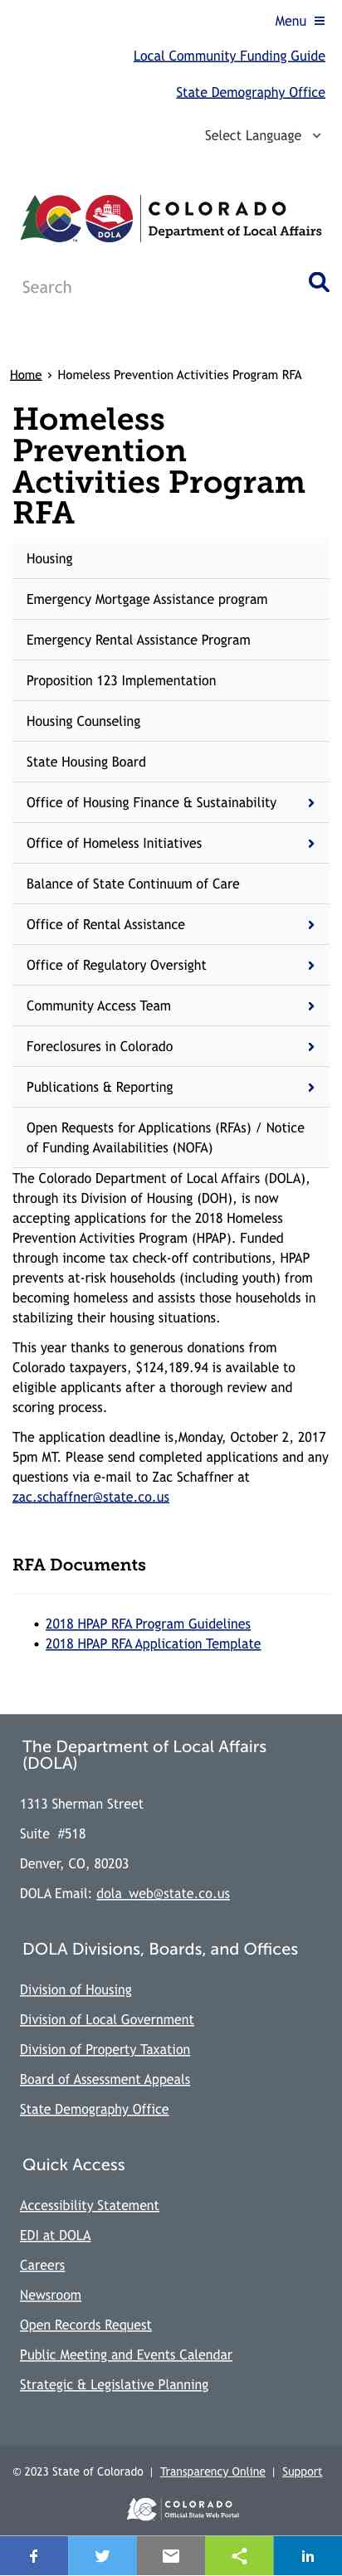 Menu
Local Community Funding Guide
State Demography Office
Select Language
COLORADO
Department of Local Affairs
DOLA
Search
Home › Homeless Prevention Activities Program RFA
Homeless
Prevention
Activities Program
RFA
Housing
Emergency Mortgage Assistance program
Emergency Rental Assistance Program
Proposition 123 Implementation
Housing Counseling
State Housing Board
Office of Housing Finance & Sustainability
Office of Homeless Initiatives
Balance of State Continuum of Care
Office of Rental Assistance
Office of Regulatory Oversight
Community Access Team
Foreclosures in Colorado
Publications & Reporting
Open Requests for Applications (RFAs) / Notice
of Funding Availabilities (NOFA)
The Colorado Department of Local Affairs (DOLA),
through its Division of Housing (DOH), is now
accepting applications for the 2018 Homeless
Prevention Activities Program (HPAP). Funded
through income tax check-off contributions, HPAP
prevents at-risk households (including youth) from
becoming homeless and assists those households in
stabilizing their housing situations.
This year thanks to generous donations from
Colorado taxpayers, $124,189.94 is available to
eligible applicants after a thorough review and
scoring process.
The application deadline is,Monday, October 2, 2017
5pm MT. Please send completed applications and any
questions via e-mail to Zac Schaffner at
zac.schaffner@state.co.us
RFA Documents
• 2018 HPAP RFA Program Guidelines
• 2018 HPAP RFA Application Template
The Department of Local Affairs
(DOLA)
1313 Sherman Street
Suite #518
Denver, CO, 80203
DOLA Email: dola_web@state.co.us
DOLA Divisions, Boards, and Offices
Division of Housing
Division of Local Government
Division of Property Taxation
Board of Assessment Appeals
State Demography Office
Quick Access
Accessibility Statement
EDI at DOLA
Careers
Newsroom
Open Records Request
Public Meeting and Events Calendar
Strategic & Legislative Planning
© 2023 State of Colorado | Transparency Online | Support
COLORADO
Official State Web Portal